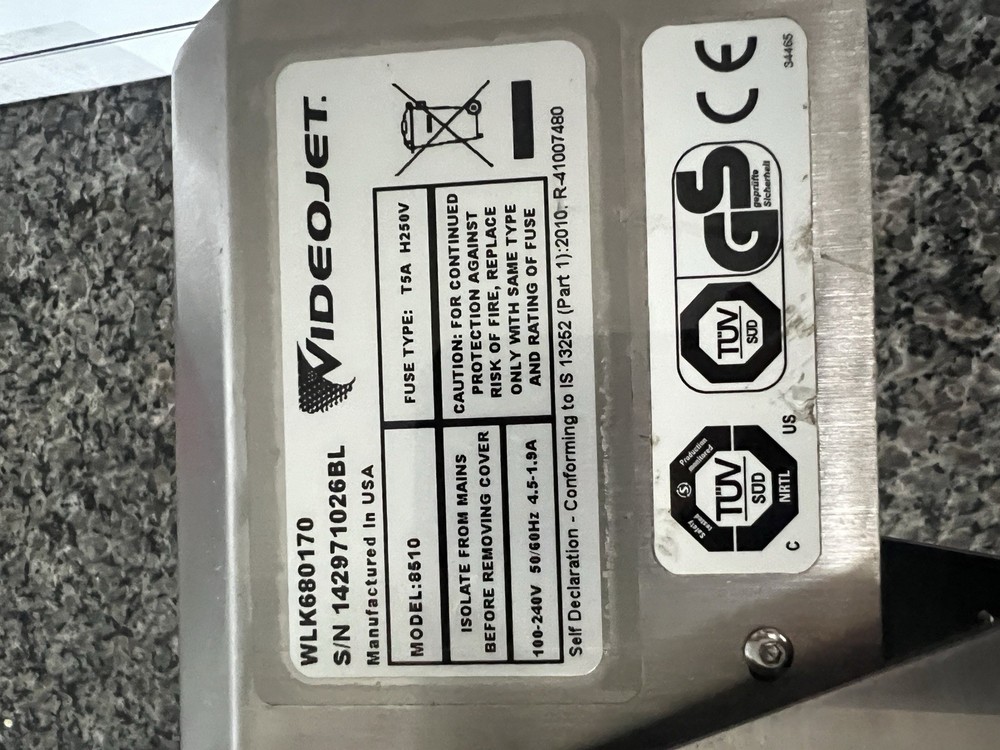 WLK680170
VIDEOJET.
S/N 142971026BL
Manufactured In USA
MODEL:8510
FUSE TYPE: T5A H250V
ISOLATE FROM MAINS
BEFORE REMOVING COVER
100-240V 50/60Hz 4.5-1.9A
CAUTION: FOR CONTINUED
PROTECTION AGAINST
RISK OF FIRE, REPLACE
ONLY WITH SAME TYPE
AND RATING OF FUSE
Self Declaration - Conforming to IS 13252 (Part 1):2010, R-41007480
Safety
tested
Production
monitored
TÜV
SÜD
NRTL
C US
TÜV
SÜD
GS
geprüfte
Sicherheit
CE
34465